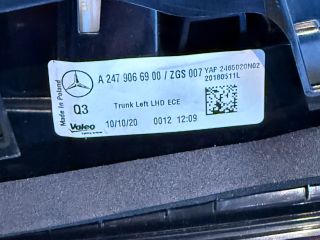 Made in Poland
A 247 906 69 00 / ZGS 007 YAP 2465020N02
20180511L
Q3
Trunk Left LHD ECE
Valeo
10/10/20 0012 12:09